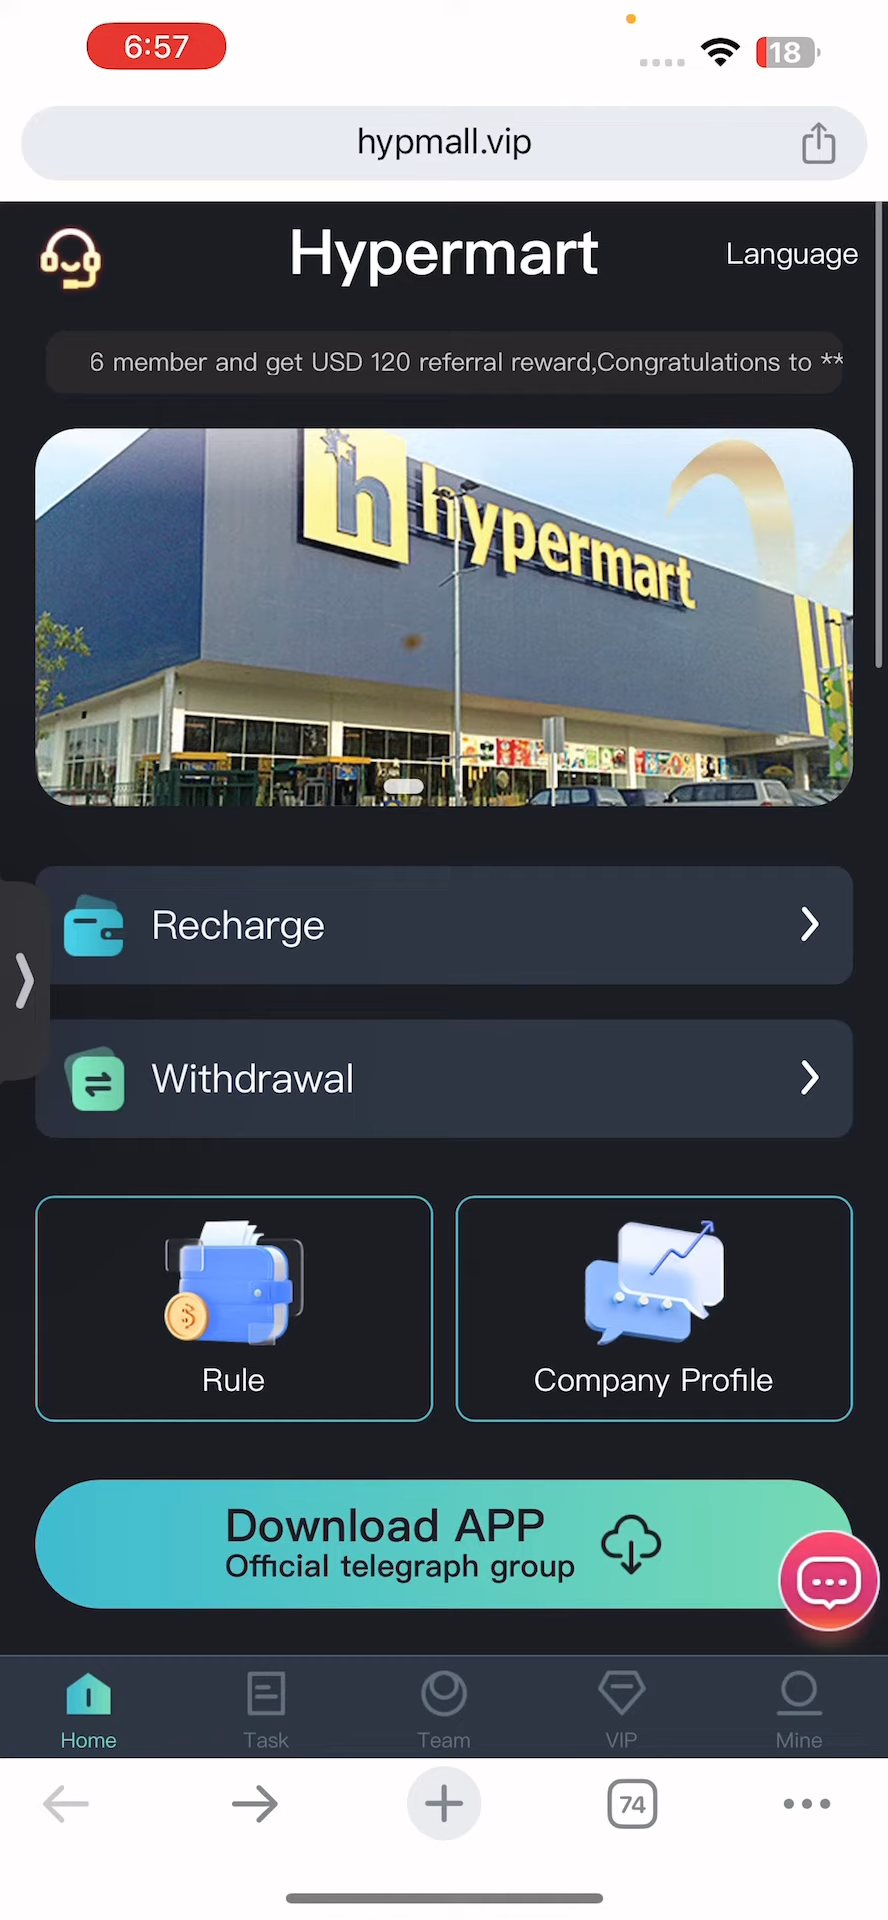 6:57
18
hypmall.vip
Hypermart
Language
6 member and get USD 120 referral reward,Congratulations to **
h hypermart
Recharge
Withdrawal
Rule
Company Profile
Download APP
Official telegraph group
Home
Task
Team
VIP
Mine
74